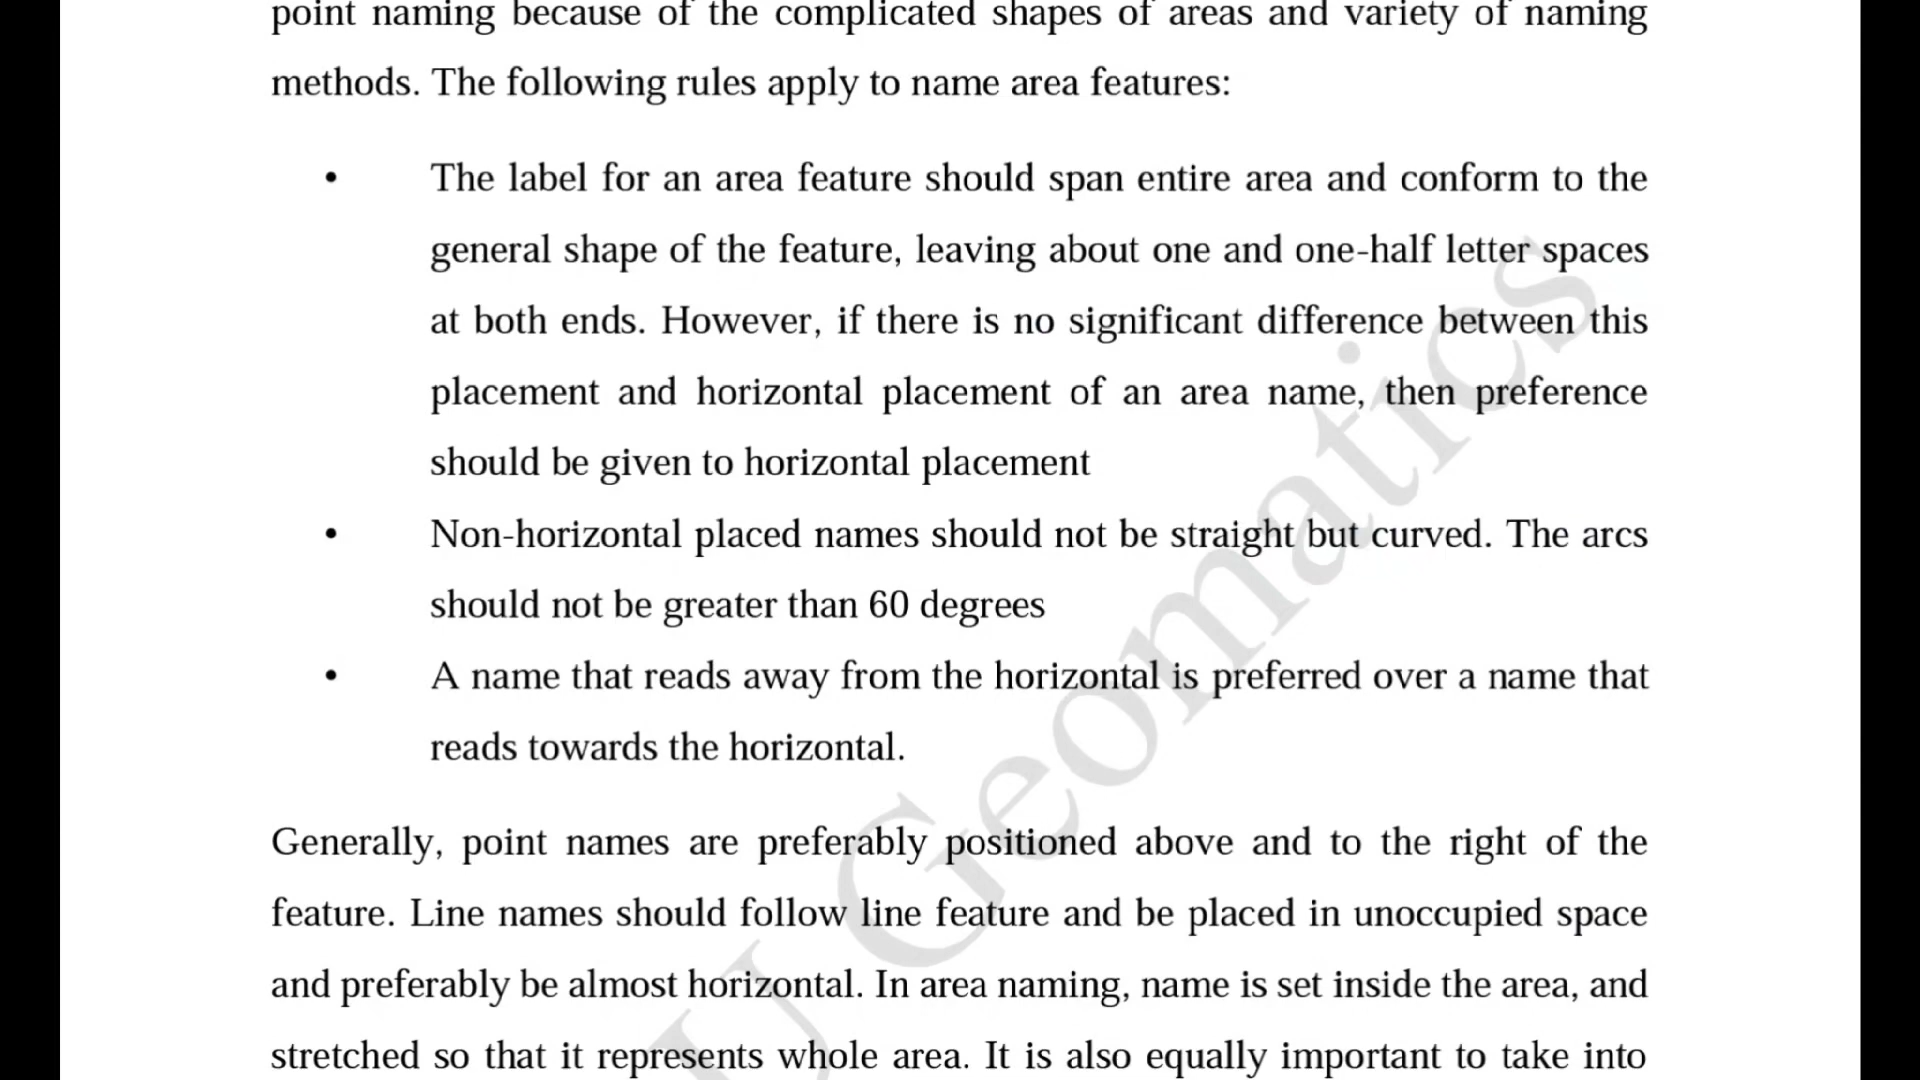 point naming because of the complicated shapes of areas and variety of naming
methods. The following rules apply to name area features:
• The label for an area feature should span entire area and conform to the
general shape of the feature, leaving about one and one-half letter spaces
at both ends. However, if there is no significant difference between this
placement and horizontal placement of an area name, then preference
should be given to horizontal placement
• Non-horizontal placed names should not be straight but curved. The arcs
should not be greater than 60 degrees
• A name that reads away from the horizontal is preferred over a name that
reads towards the horizontal.
Generally, point names are preferably positioned above and to the right of the
feature. Line names should follow line feature and be placed in unoccupied space
and preferably be almost horizontal. In area naming, name is set inside the area, and
stretched so that it represents whole area. It is also equally important to take into
U Geomatics